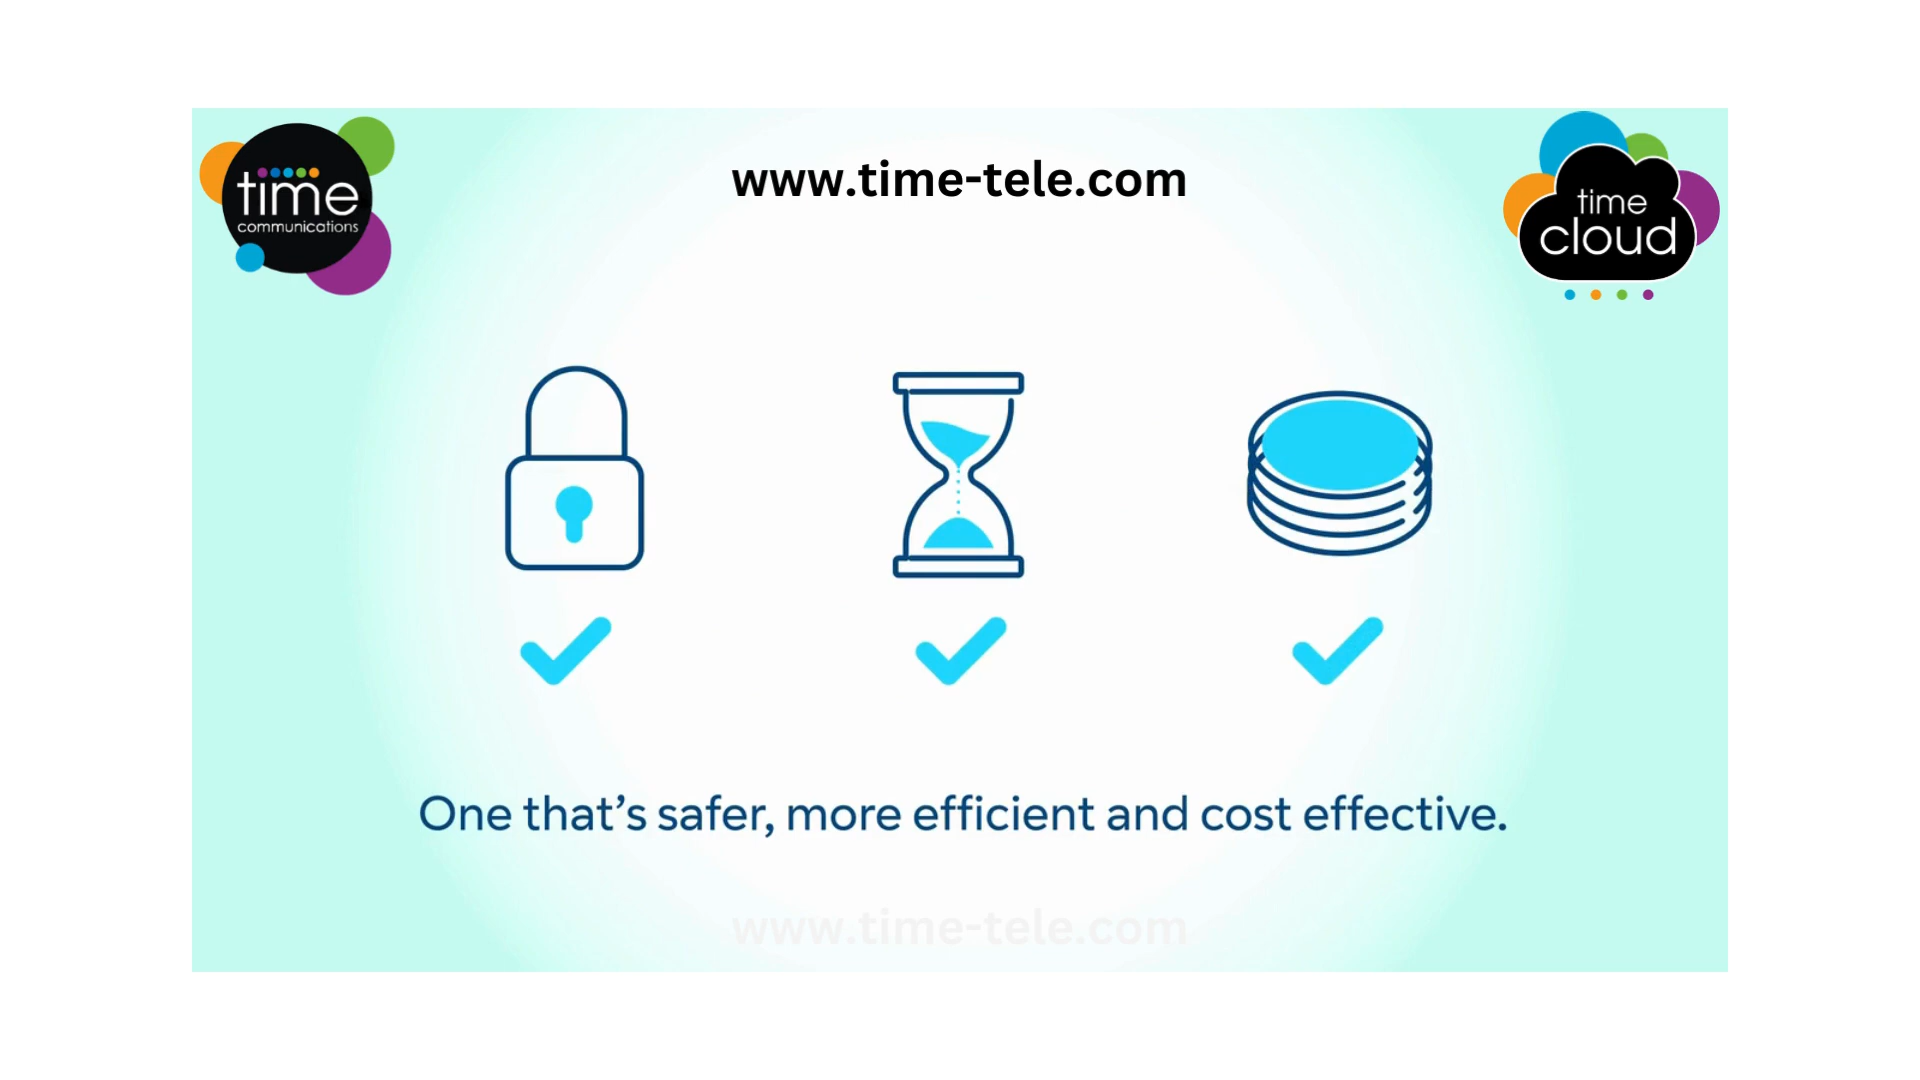 time
communications
www.time-tele.com
time
cloud
One that's safer, more efficient and cost effective.
www.time-tele.com